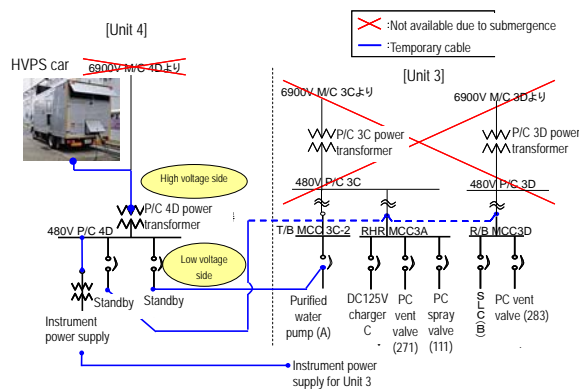 [Unit 4]
:Not available due to submergence
:Temporary cable
HVPS car
6900V M/C 4Dより
[Unit 3]
6900V M/C 3Cより
6900V M/C 3Dより
P/C 3C power
transformer
P/C 3D power
transformer
High voltage side
480V P/C 3C
480V P/C 3D
P/C 4D power
transformer
480V P/C 4D
T/B MCC 3C-2
RHR MCC3A
R/B MCC3D
Low voltage
side
Standby
Standby
Instrument
power supply
Purified
water
pump (A)
DC125V
charger
C
PC
vent
valve
(271)
PC
spray
valve
(111)
SLC(B)
PC vent
valve (283)
Instrument power
supply for Unit 3